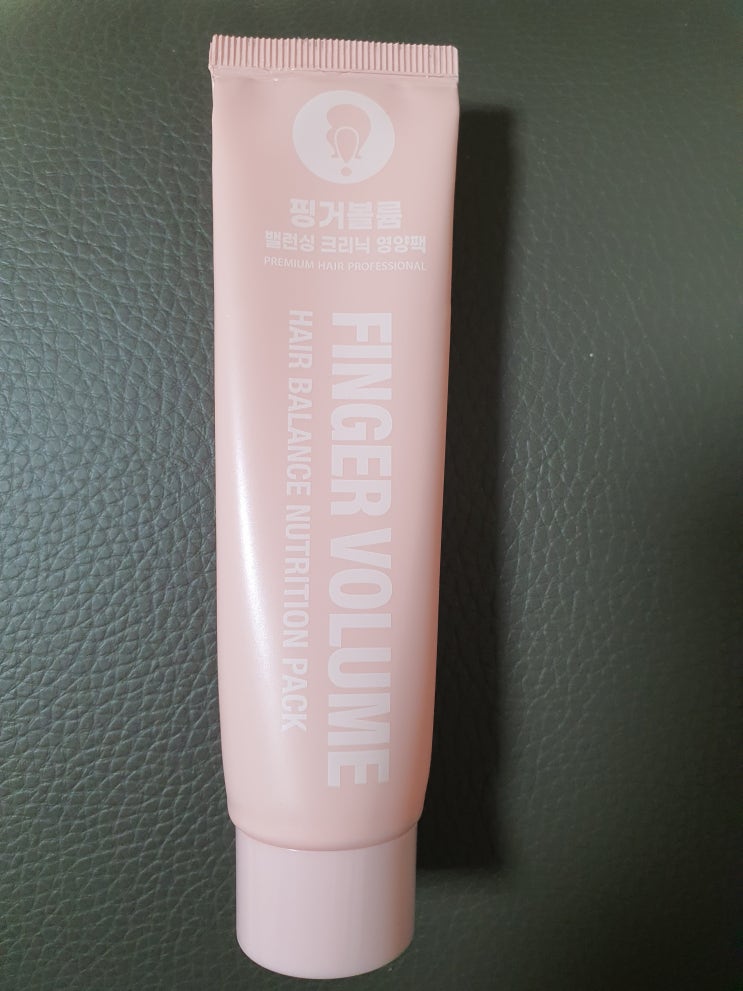 핑거볼륨
밸런싱 크리닉 영양팩
PREMIUM HAIR PROFESSIONAL
FINGER VOLUME
HAIR BALANCE NUTRITION PACK